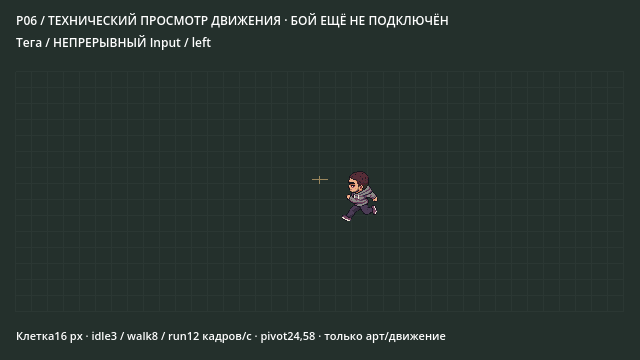 P06 / ТЕХНИЧЕСКИЙ ПРОСМОТР ДВИЖЕНИЯ · БОЙ ЕЩЁ НЕ ПОДКЛЮЧЁН
Тега / НЕПРЕРЫВНЫЙ Input / left
Клетка16 px · idle3 / walk8 / run12 кадров/с · pivot24,58 · только арт/движение